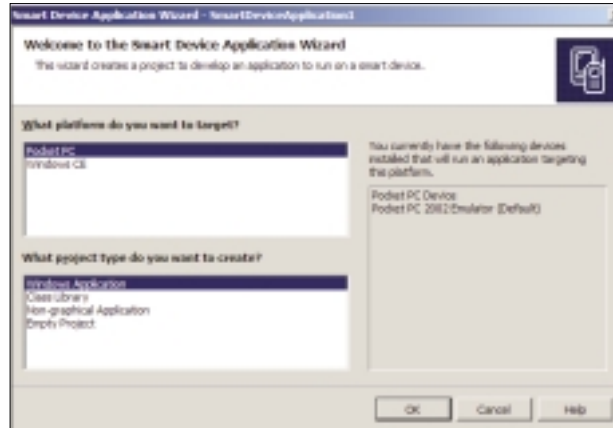 Smart Device Application Wizard - SmartDeviceApplication1
Welcome to the Smart Device Application Wizard
This wizard creates a project to develop an application to run on a smart device.
What platform do you want to target?
Pocket PC
Windows CE
You currently have the following devices
installed that will run an application targeting
this platform.
Pocket PC Device
Pocket PC 2002 Emulator (Default)
What project type do you want to create?
Windows Application
Class Library
Non-graphical Application
Empty Project
OK
Cancel
Help